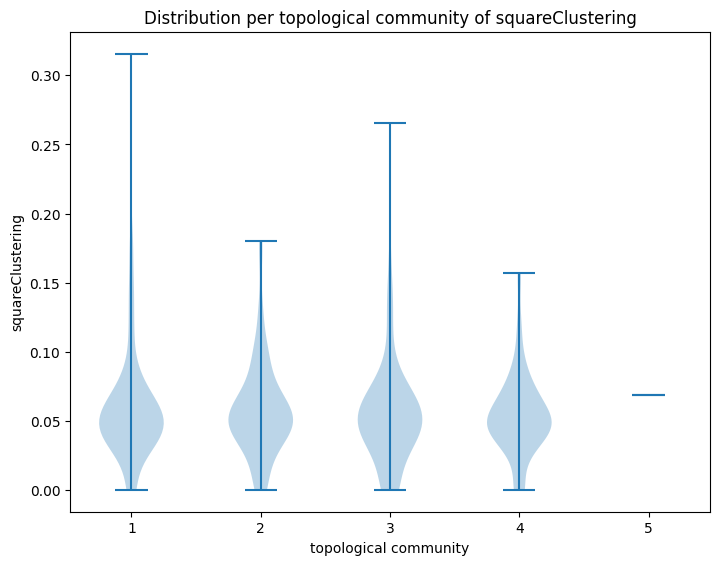 Distribution per topological community of squareClustering
0.30
0.25
0.20
0.15
0.10
0.05
0.00
squareClustering
1 2 3 4 5
topological community